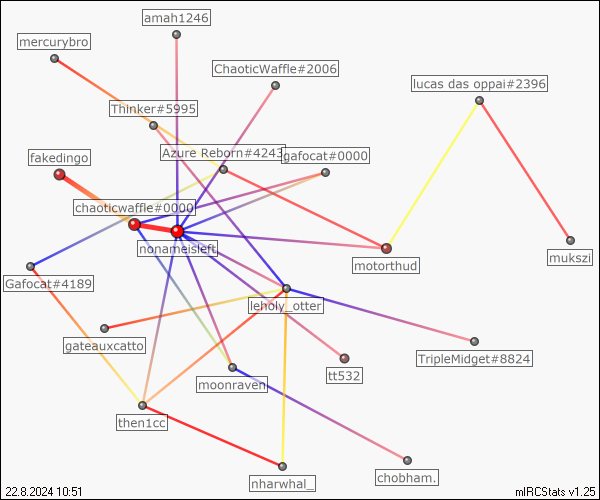 amah1246
mercurybro
ChaoticWaffle#2006
lucas das oppai#2396
Thinker#5995
Azure Reborn#4243
gafocat#0000
fakedingo
chaoticwaffle#0000
nonameisleft
motorthud
mukszi
Gafocat#4189
leholy_otter
gateauxcatto
TripleMidget#8824
tt532
moonraven
then1cc
chobham.
nharwhal_
22.8.2024 10:51
mIRCStats v1.25